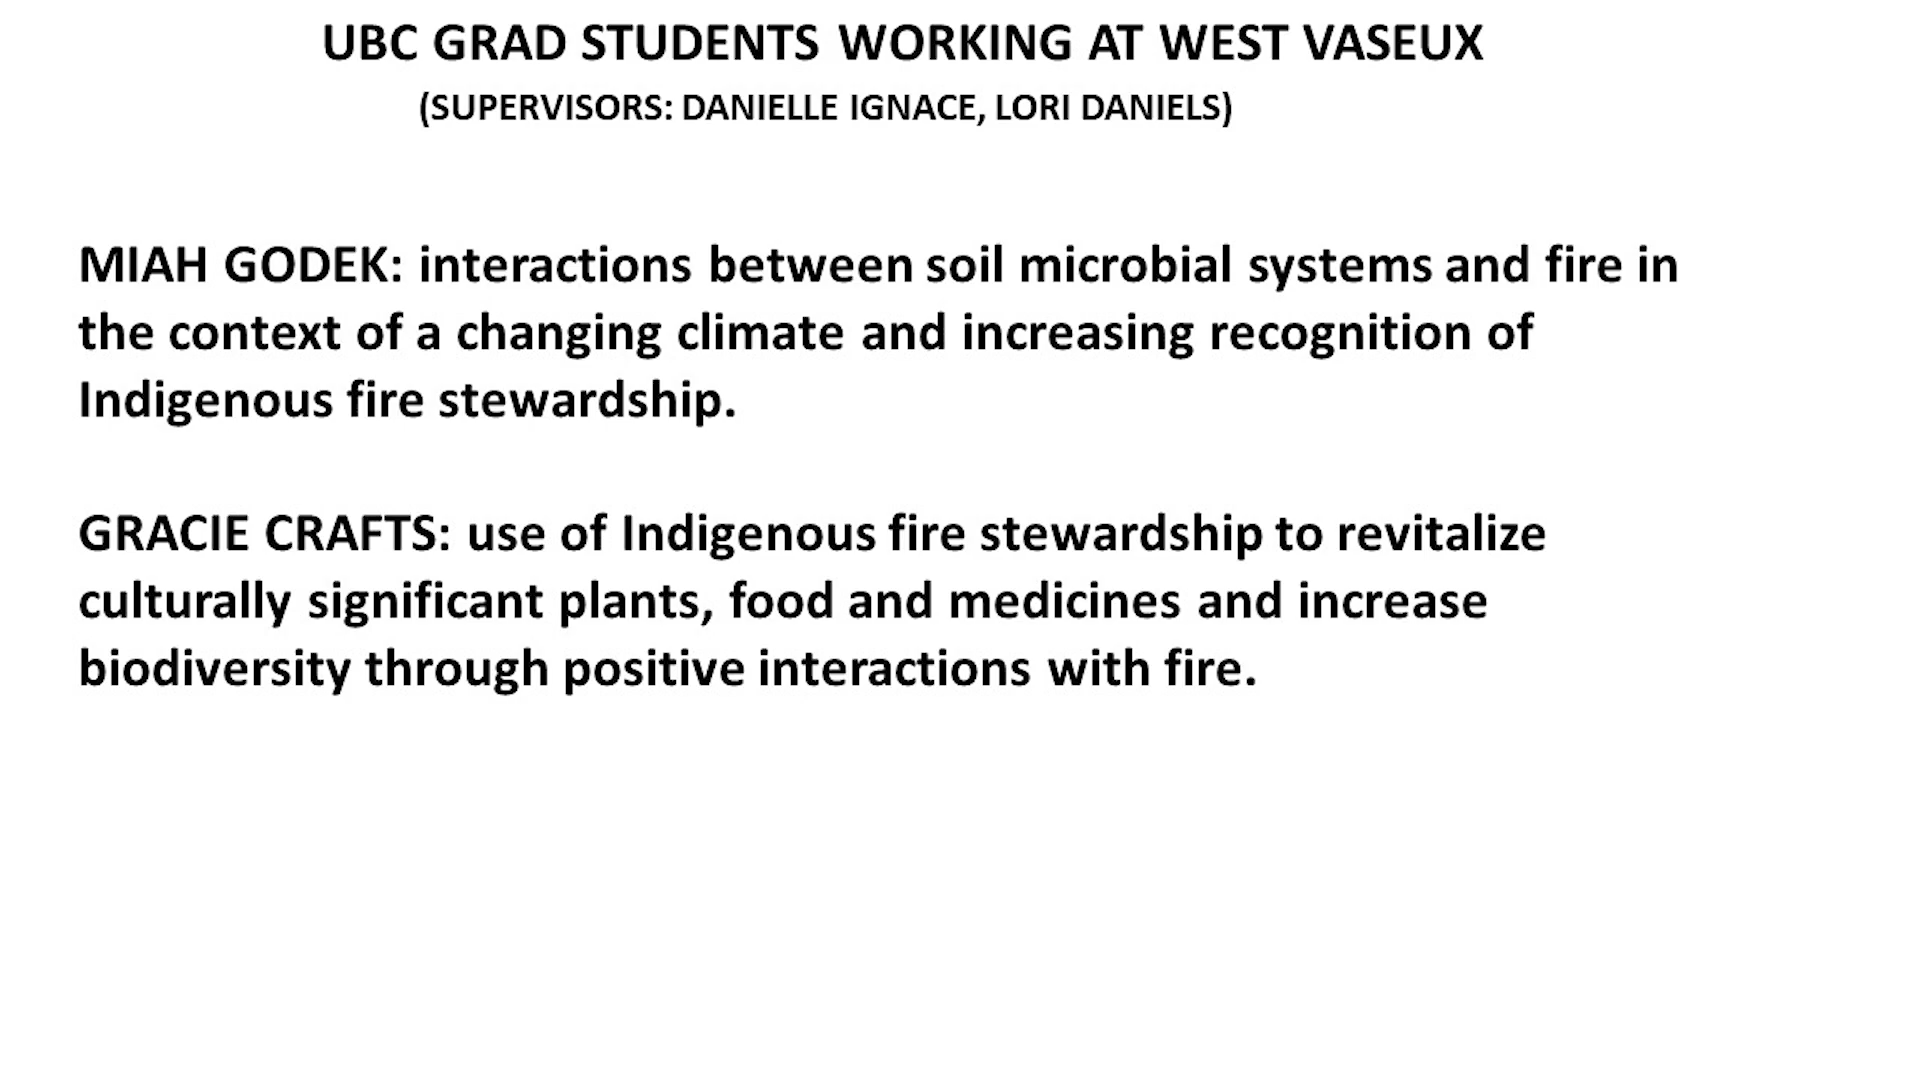 UBC GRAD STUDENTS WORKING AT WEST VASEUX
(SUPERVISORS: DANIELLE IGNACE, LORI DANIELS)
MIAH GODEK: interactions between soil microbial systems and fire in
the context of a changing climate and increasing recognition of
Indigenous fire stewardship.
GRACIE CRAFTS: use of Indigenous fire stewardship to revitalize
culturally significant plants, food and medicines and increase
biodiversity through positive interactions with fire.